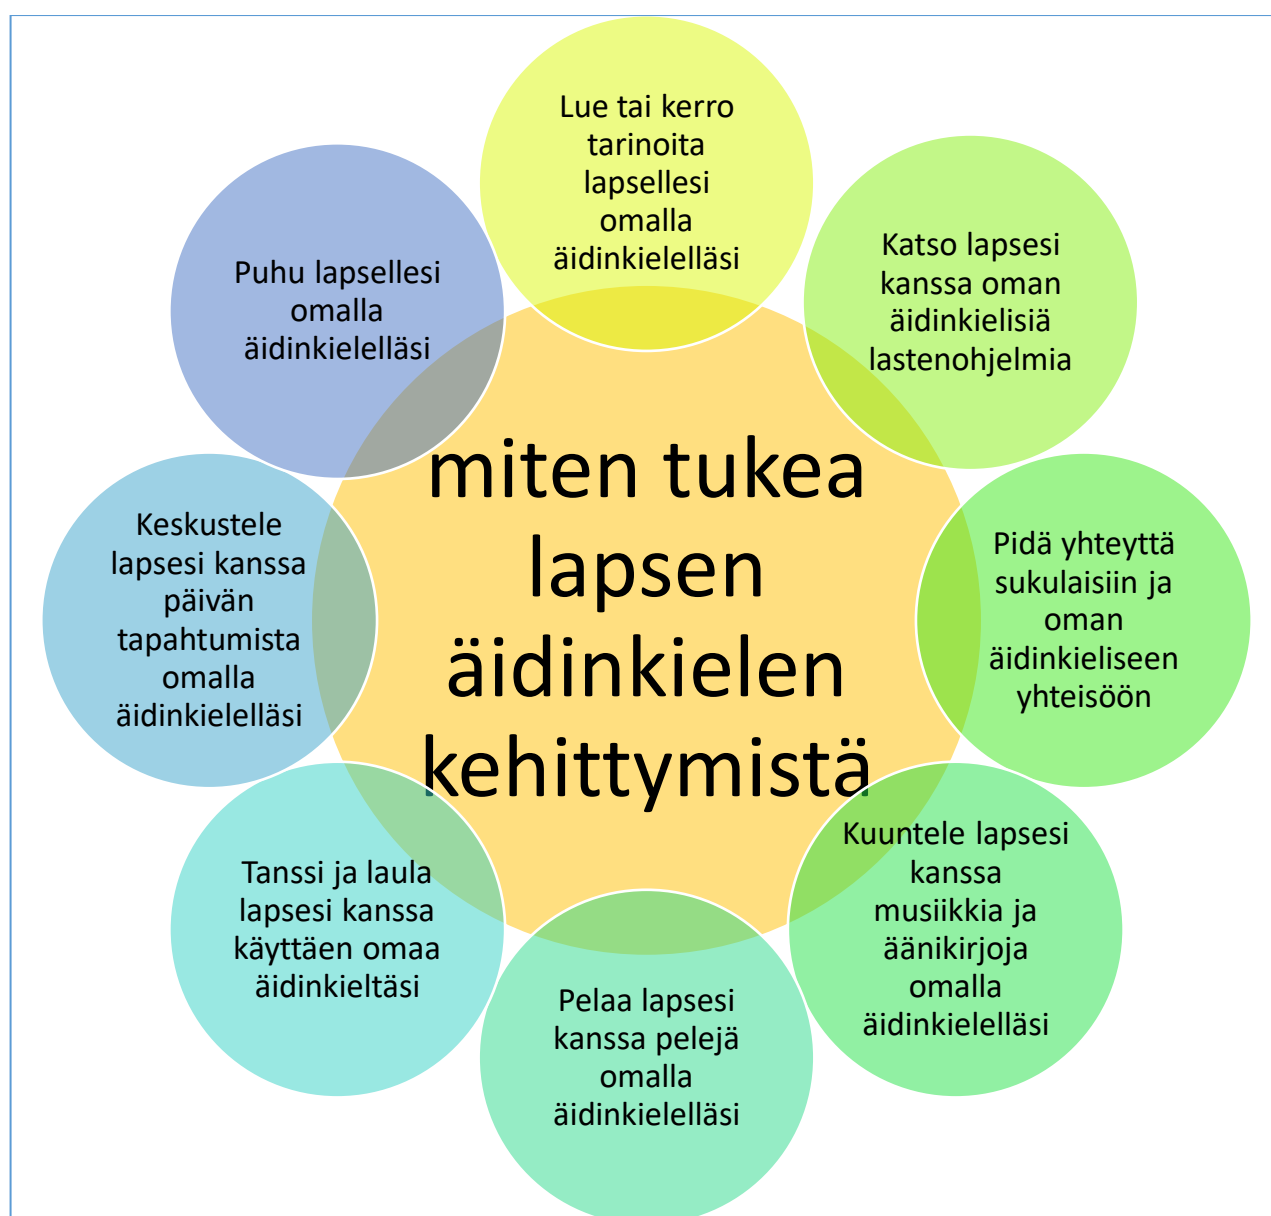 Lue tai kerro
tarinoita
lapsellesi
omalla
äidinkielelläsi
Katso lapsesi
kanssa oman
äidinkielisiä
lastenohjelmia
Pidä yhteyttä
sukulaisiin ja
oman
äidinkieliseen
yhteisöön
Kuuntele lapsesi
kanssa
musiikkia ja
äänikirjoja
omalla
äidinkielelläsi
Pelaa lapsesi
kanssa pelejä
omalla
äidinkielelläsi
Tanssi ja laula
lapsesi kanssa
käyttäen omaa
äidinkieltäsi
Keskustele
lapsesi kanssa
päivän
tapahtumista
omalla
äidinkielelläsi
Puhu lapsellesi
omalla
äidinkielelläsi
miten tukea
lapsen
äidinkielen
kehittymistä